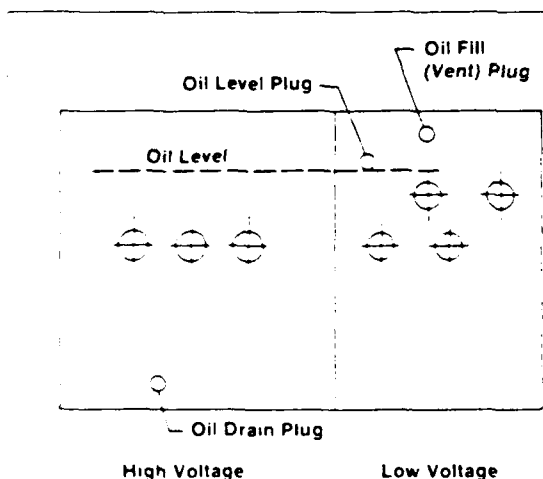 Oil Fill
(Vent) Plug
Oil Level Plug
Oil Level
Oil Drain Plug
High Voltage
Low Voltage